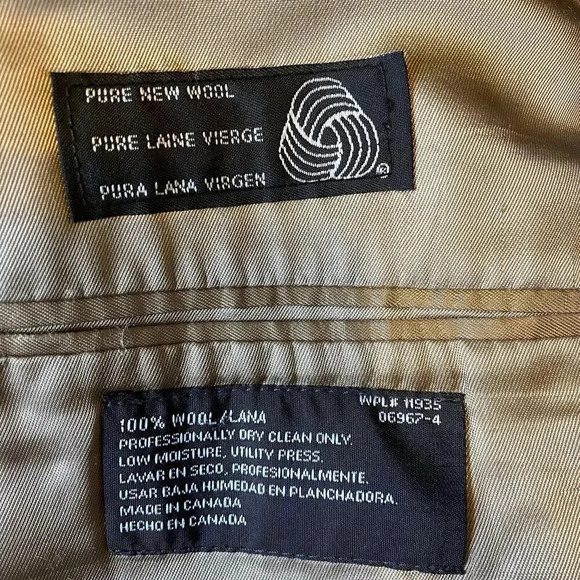 PURE NEW WOOL
PURE LAINE VIERGE
PURA LANA VIRGEN
®
WPL# 11935
100% WOOL/LANA 06967-4
PROFESSIONALLY DRY CLEAN ONLY.
LOW MOISTURE, UTILITY PRESS.
LAVAR EN SECO, PROFESIONALMENTE.
USAR BAJA HUMEDAD EN PLANCHADORA.
MADE IN CANADA
HECHO EN CANADA